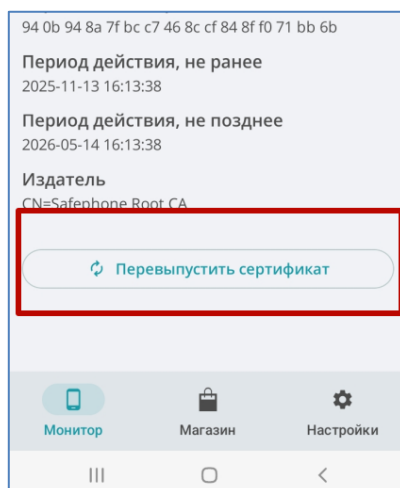 94 0b 94 8a 7f bc c7 46 8c cf 84 8f f0 71 bb 6b
Период действия, не ранее
2025-11-13 16:13:38
Период действия, не позднее
2026-05-14 16:13:38
Издатель
CN=Safephone Root CA
Перевыпустить сертификат
Монитор Магазин Настройки